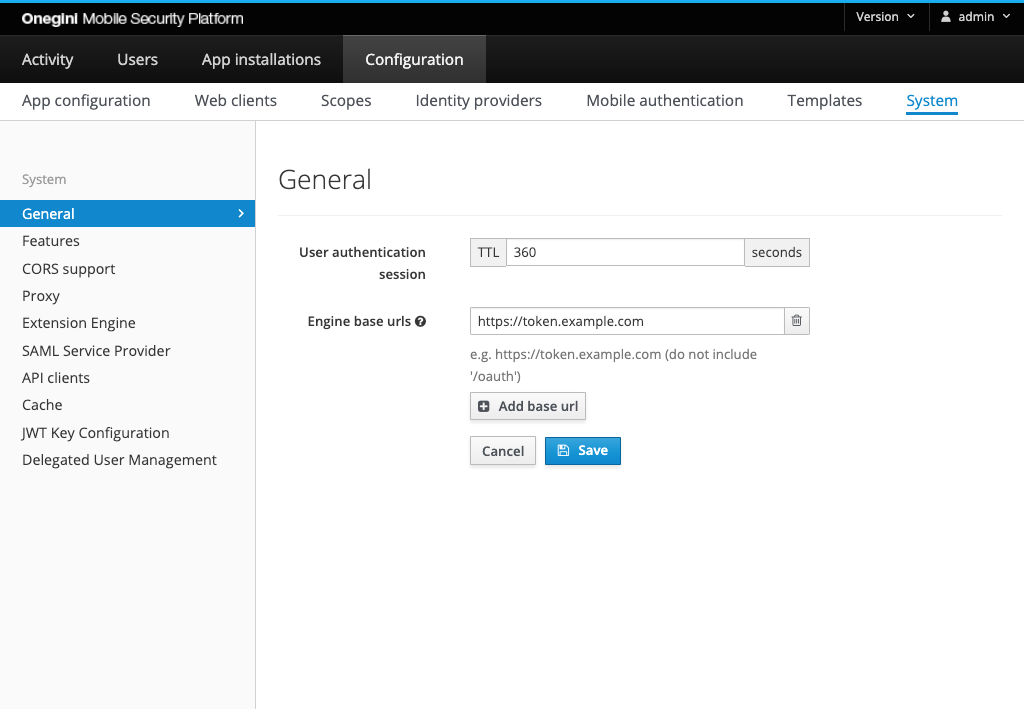 Onegini Mobile Security Platform
Version
admin
Activity
Users
App installations
Configuration
App configuration
Web clients
Scopes
Identity providers
Mobile authentication
Templates
System
System
General
Features
CORS support
Proxy
Extension Engine
SAML Service Provider
API clients
Cache
JWT Key Configuration
Delegated User Management
General
User authentication
session
TTL
360
seconds
Engine base urls
https://token.example.com
e.g. https://token.example.com (do not include
'/oauth')
Add base url
Cancel
Save